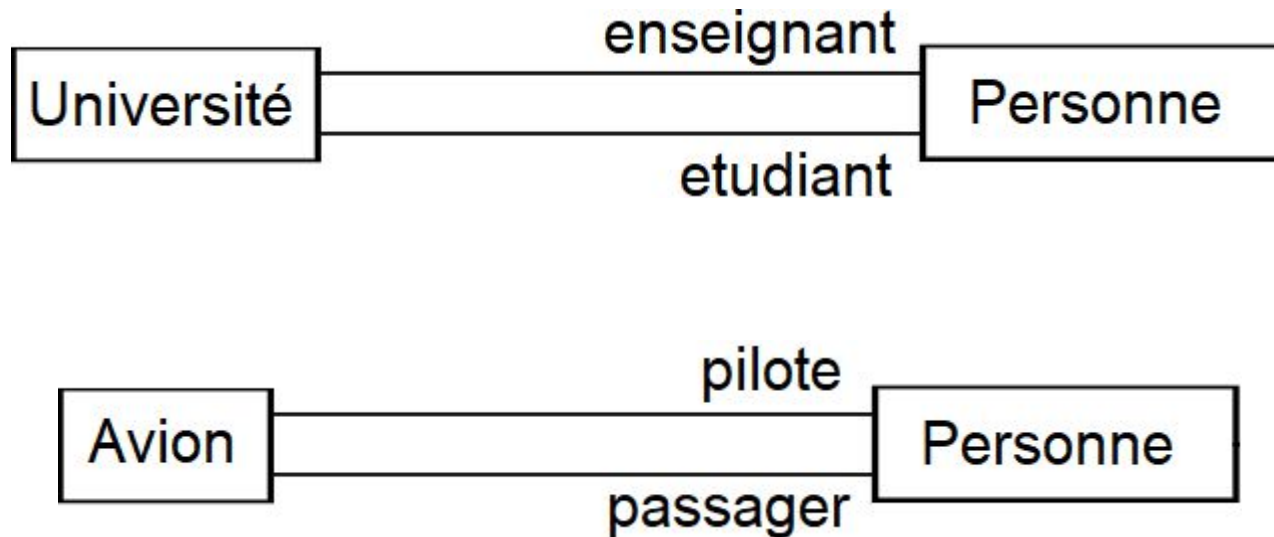 enseignant
Université
Personne
etudiant
pilote
Avion
Personne
passager